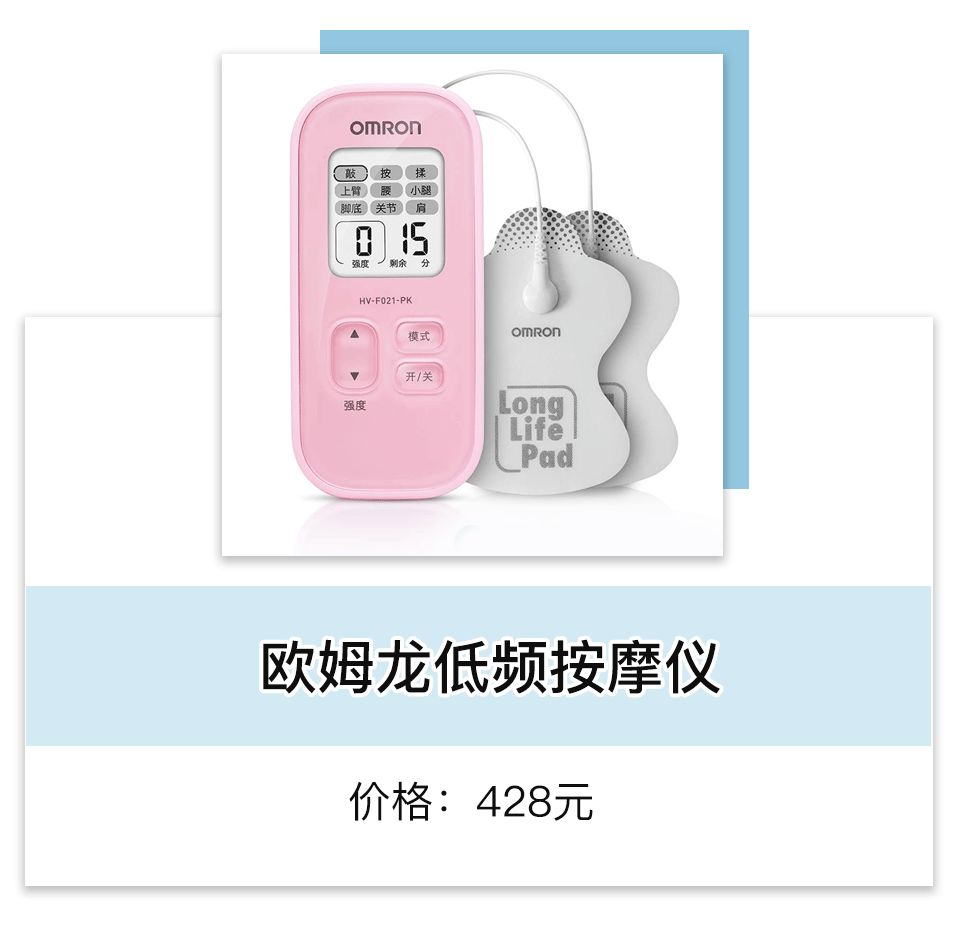 OMRON
敲 按 揉
上臂 腰 小腿
脚底 关节 肩
0 15
强度 剩余 分
HV-F021-PK
模式
开/关
强度
OMRON
Long
Life
Pad
欧姆龙低频按摩仪
价格：428元